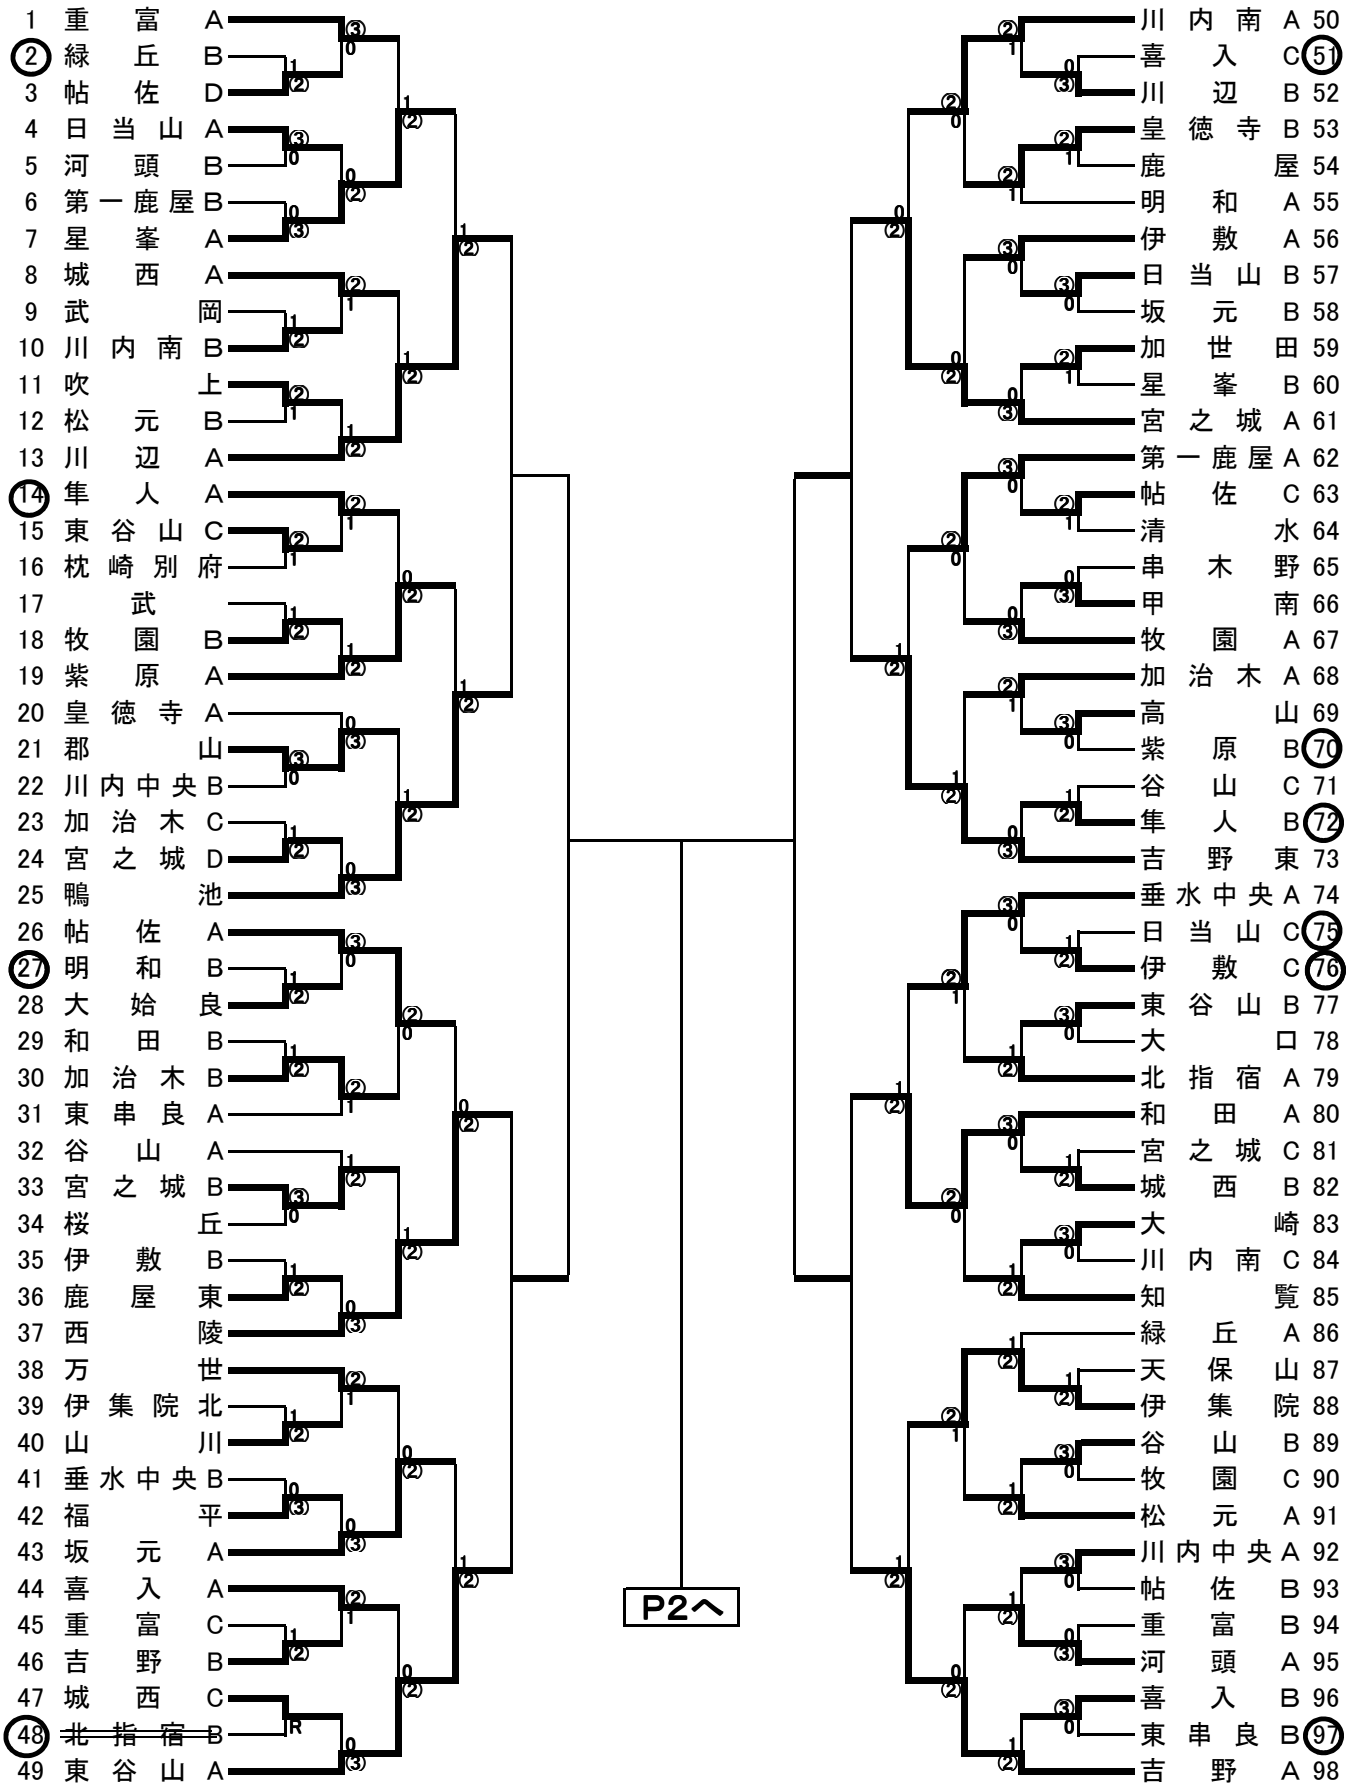 1 重富 A
2 緑丘 B
3 帖佐 D
4 日当山 A
5 河頭 B
6 第一鹿屋 B
7 星峯 A
8 城西 A
9 武岡
10 川内南 B
11 吹上
12 松元 B
13 川辺 A
14 隼人 A
15 東谷山 C
16 枕崎別府
17 武
18 牧園 B
19 紫原 A
20 皇徳寺 A
21 郡山
22 川内中央 B
23 加治木 C
24 宮之城 D
25 鴨池
26 帖佐 A
27 明和 B
28 大姶良
29 和田 B
30 加治木 B
31 東串良 A
32 谷山 A
33 宮之城 B
34 桜丘
35 伊敷 B
36 鹿屋東
37 西陵
38 万世
39 伊集院北
40 山川
41 垂水中央 B
42 福平
43 坂元 A
44 喜入 A
45 重富 C
46 吉野 B
47 城西 C
48 北指宿 B
R
49 東谷山 A
P2へ
川内南 A 50
喜入 C 51
川辺 B 52
皇徳寺 B 53
鹿屋 54
明和 A 55
伊敷 A 56
日当山 B 57
坂元 B 58
加世田 59
星峯 B 60
宮之城 A 61
第一鹿屋 A 62
帖佐 C 63
清水 64
串木野 65
甲南 66
牧園 A 67
加治木 A 68
高山 69
紫原 B 70
谷山 C 71
隼人 B 72
吉野東 73
垂水中央 A 74
日当山 C 75
伊敷 C 76
東谷山 B 77
大口 78
北指宿 A 79
和田 A 80
宮之城 C 81
城西 B 82
大崎 83
川内南 C 84
知覧 85
緑丘 A 86
天保山 87
伊集院 88
谷山 B 89
牧園 C 90
松元 A 91
川内中央 A 92
帖佐 B 93
重富 B 94
河頭 A 95
喜入 B 96
東串良 B 97
吉野 A 98